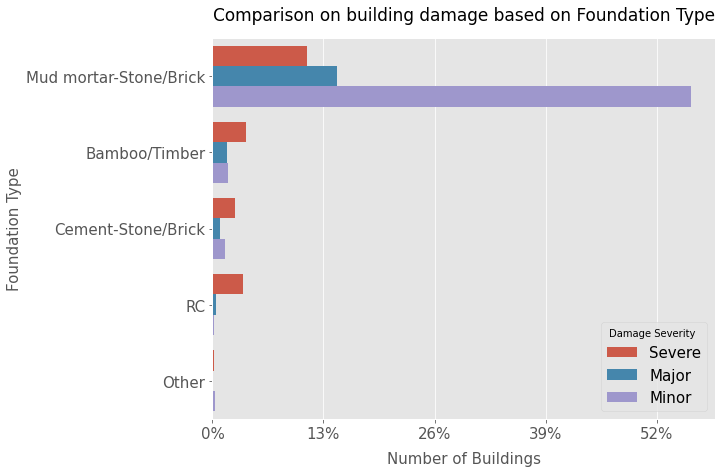 Comparison on building damage based on Foundation Type
Foundation Type
Mud mortar-Stone/Brick
Bamboo/Timber
Cement-Stone/Brick
RC
Other
Damage Severity
Severe
Major
Minor
0% 13% 26% 39% 52%
Number of Buildings